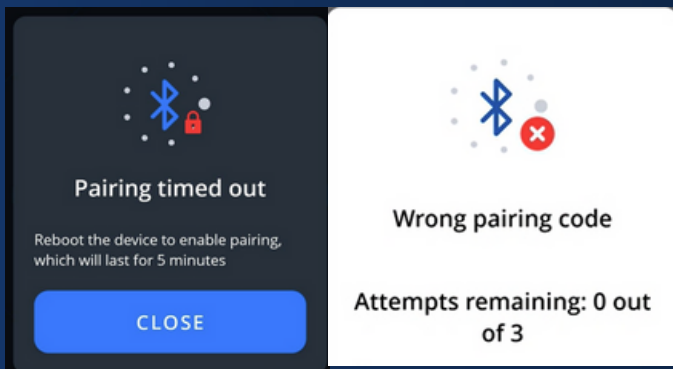 Pairing timed out
Reboot the device to enable pairing,
which will last for 5 minutes
CLOSE
Wrong pairing code
Attempts remaining: 0 out
of 3